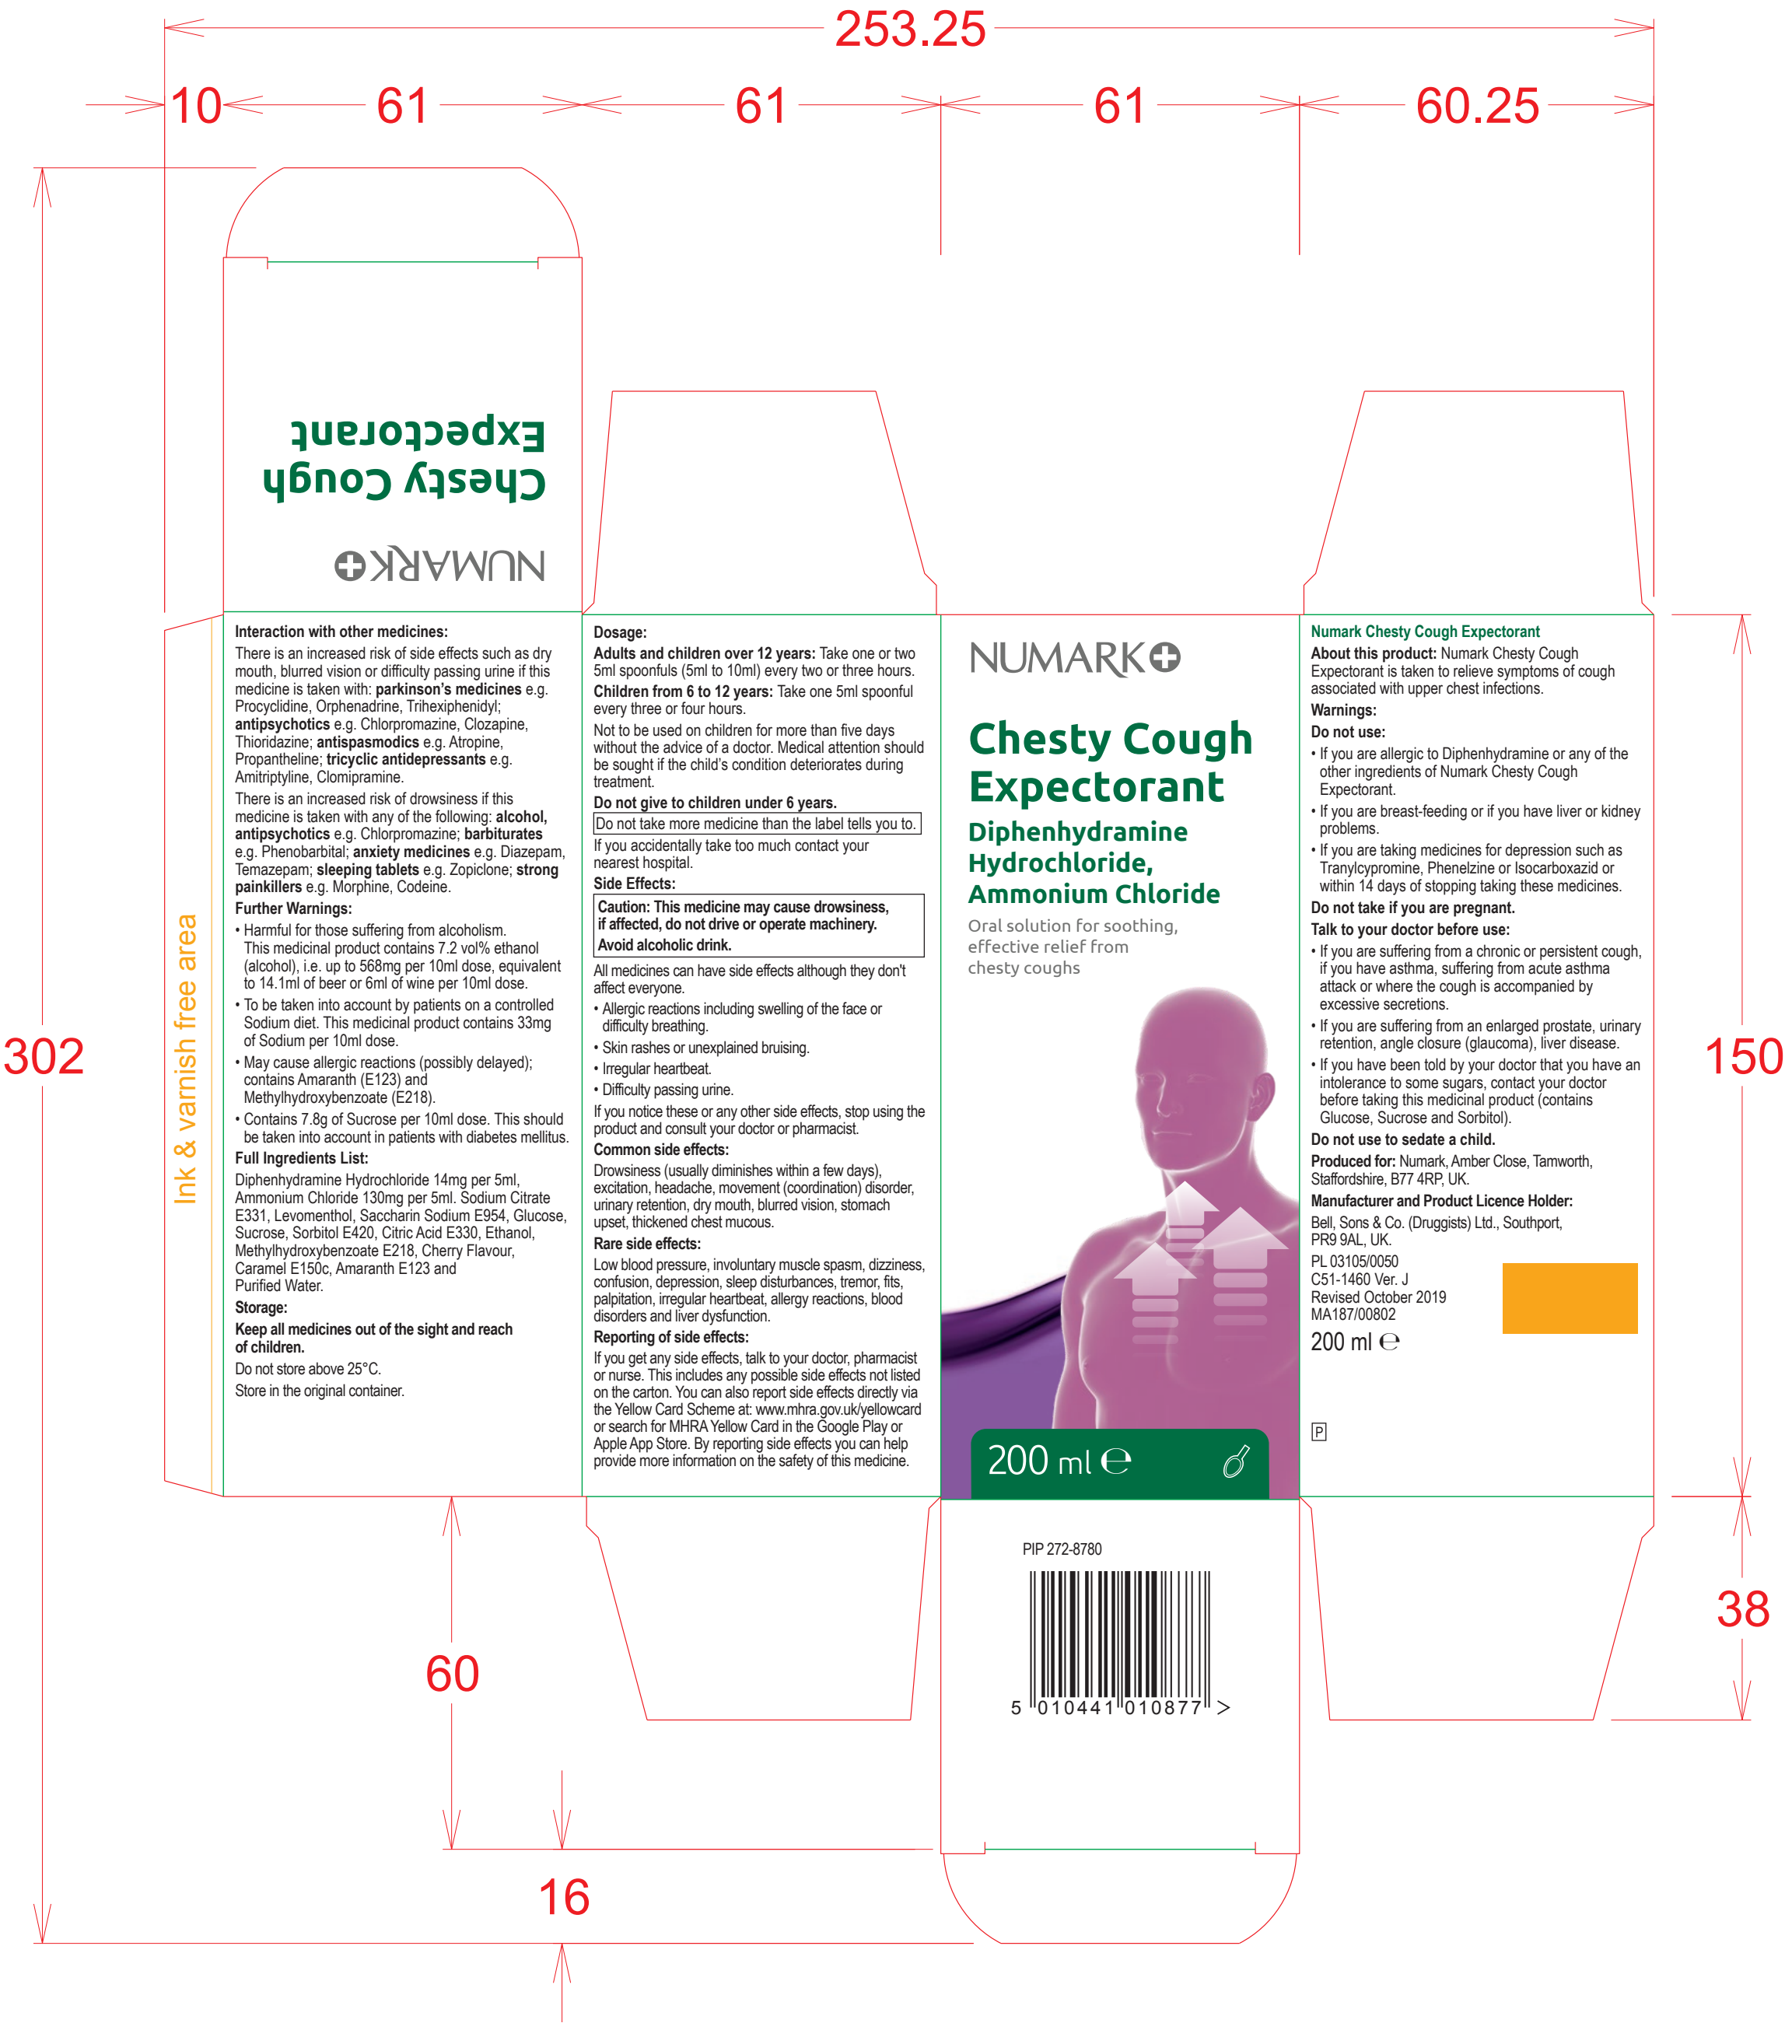 253.25
10
61
61
61
60.25
302
150
38
60
16
Ink & varnish free area
NUMARK
Chesty Cough
Expectorant
Interaction with other medicines:
There is an increased risk of side effects such as dry
mouth, blurred vision or difficulty passing urine if this
medicine is taken with: parkinson's medicines e.g.
Procyclidine, Orphenadrine, Trihexiphenidyl;
antipsychotics e.g. Chlorpromazine, Clozapine,
Thioridazine; antispasmodics e.g. Atropine,
Propantheline; tricyclic antidepressants e.g.
Amitriptyline, Clomipramine.
There is an increased risk of drowsiness if this
medicine is taken with any of the following: alcohol,
antipsychotics e.g. Chlorpromazine; barbiturates
e.g. Phenobarbital; anxiety medicines e.g. Diazepam,
Temazepam; sleeping tablets e.g. Zopiclone; strong
painkillers e.g. Morphine, Codeine.
Further Warnings:
• Harmful for those suffering from alcoholism.
This medicinal product contains 7.2 vol% ethanol
(alcohol), i.e. up to 568mg per 10ml dose, equivalent
to 14.1ml of beer or 6ml of wine per 10ml dose.
• To be taken into account by patients on a controlled
Sodium diet. This medicinal product contains 33mg
of Sodium per 10ml dose.
• May cause allergic reactions (possibly delayed);
contains Amaranth (E123) and
Methylhydroxybenzoate (E218).
• Contains 7.8g of Sucrose per 10ml dose. This should
be taken into account in patients with diabetes mellitus.
Full Ingredients List:
Diphenhydramine Hydrochloride 14mg per 5ml,
Ammonium Chloride 130mg per 5ml. Sodium Citrate
E331, Levomenthol, Saccharin Sodium E954, Glucose,
Sucrose, Sorbitol E420, Citric Acid E330, Ethanol,
Methylhydroxybenzoate E218, Cherry Flavour,
Caramel E150c, Amaranth E123 and
Purified Water.
Storage:
Keep all medicines out of the sight and reach
of children.
Do not store above 25°C.
Store in the original container.
Dosage:
Adults and children over 12 years: Take one or two
5ml spoonfuls (5ml to 10ml) every two or three hours.
Children from 6 to 12 years: Take one 5ml spoonful
every three or four hours.
Not to be used on children for more than five days
without the advice of a doctor. Medical attention should
be sought if the child's condition deteriorates during
treatment.
Do not give to children under 6 years.
Do not take more medicine than the label tells you to.
If you accidentally take too much contact your
nearest hospital.
Side Effects:
Caution: This medicine may cause drowsiness,
if affected, do not drive or operate machinery.
Avoid alcoholic drink.
All medicines can have side effects although they don't
affect everyone.
• Allergic reactions including swelling of the face or
difficulty breathing.
• Skin rashes or unexplained bruising.
• Irregular heartbeat.
• Difficulty passing urine.
If you notice these or any other side effects, stop using the
product and consult your doctor or pharmacist.
Common side effects:
Drowsiness (usually diminishes within a few days),
excitation, headache, movement (coordination) disorder,
urinary retention, dry mouth, blurred vision, stomach
upset, thickened chest mucous.
Rare side effects:
Low blood pressure, involuntary muscle spasm, dizziness,
confusion, depression, sleep disturbances, tremor, fits,
palpitation, irregular heartbeat, allergy reactions, blood
disorders and liver dysfunction.
Reporting of side effects:
If you get any side effects, talk to your doctor, pharmacist
or nurse. This includes any possible side effects not listed
on the carton. You can also report side effects directly via
the Yellow Card Scheme at: www.mhra.gov.uk/yellowcard
or search for MHRA Yellow Card in the Google Play or
Apple App Store. By reporting side effects you can help
provide more information on the safety of this medicine.
NUMARK
Chesty Cough
Expectorant
Diphenhydramine
Hydrochloride,
Ammonium Chloride
Oral solution for soothing,
effective relief from
chesty coughs
200 ml ℮
PIP 272-8780
5 010441 010877 >
Numark Chesty Cough Expectorant
About this product: Numark Chesty Cough
Expectorant is taken to relieve symptoms of cough
associated with upper chest infections.
Warnings:
Do not use:
• If you are allergic to Diphenhydramine or any of the
other ingredients of Numark Chesty Cough
Expectorant.
• If you are breast-feeding or if you have liver or kidney
problems.
• If you are taking medicines for depression such as
Tranylcypromine, Phenelzine or Isocarboxazid or
within 14 days of stopping taking these medicines.
Do not take if you are pregnant.
Talk to your doctor before use:
• If you are suffering from a chronic or persistent cough,
if you have asthma, suffering from acute asthma
attack or where the cough is accompanied by
excessive secretions.
• If you are suffering from an enlarged prostate, urinary
retention, angle closure (glaucoma), liver disease.
• If you have been told by your doctor that you have an
intolerance to some sugars, contact your doctor
before taking this medicinal product (contains
Glucose, Sucrose and Sorbitol).
Do not use to sedate a child.
Produced for: Numark, Amber Close, Tamworth,
Staffordshire, B77 4RP, UK.
Manufacturer and Product Licence Holder:
Bell, Sons & Co. (Druggists) Ltd., Southport,
PR9 9AL, UK.
PL 03105/0050
C51-1460 Ver. J
Revised October 2019
MA187/00802
200 ml ℮
P